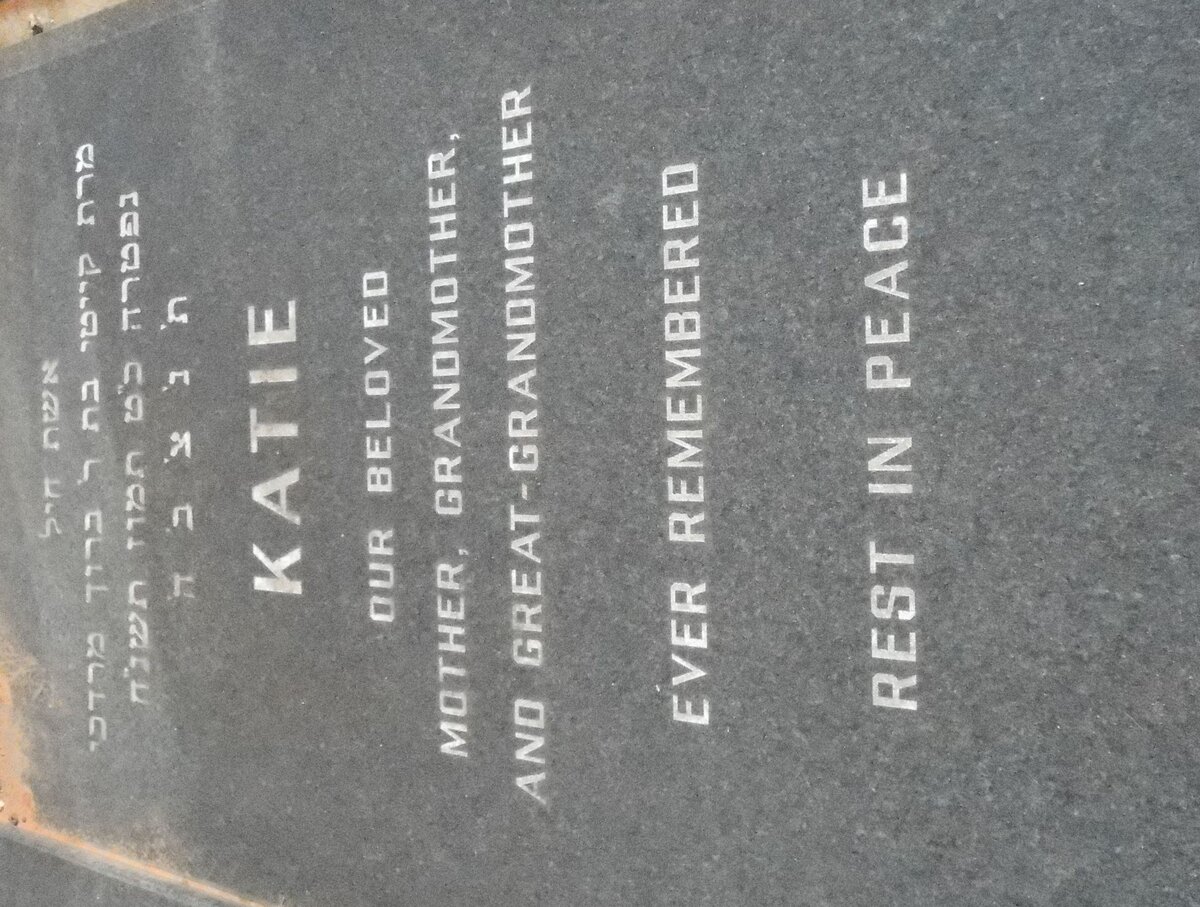 אשת חיל
מרת קייטי בת ר' ברוך מרדכי
נפטרה כ"ט תמוז תשנ"ח
ת' נ' צ' ב' ה'
KATIE
OUR BELOVED
MOTHER, GRANDMOTHER,
AND GREAT-GRANDMOTHER
EVER REMEMBERED
REST IN PEACE